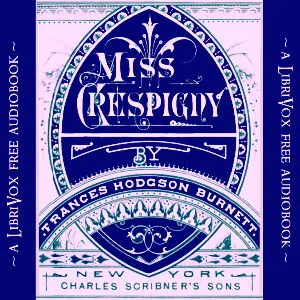 ~ a LibriVox free audiobook ~
Miss
Crespigny
BY
FRANCES HODGSON BURNETT.
NEW YORK
CHARLES SCRIBNER'S SONS
~ a LibriVox free audiobook ~